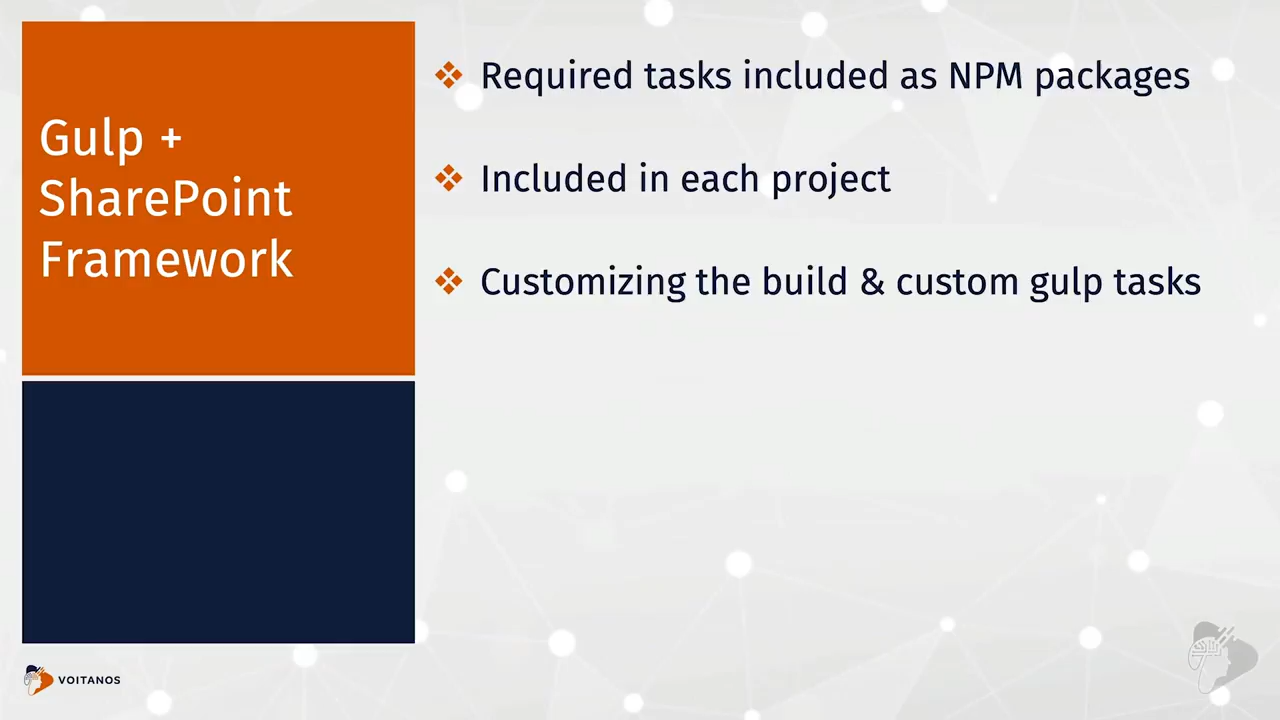 Gulp +
SharePoint
Framework
Required tasks included as NPM packages
Included in each project
Customizing the build & custom gulp tasks
VOITANOS